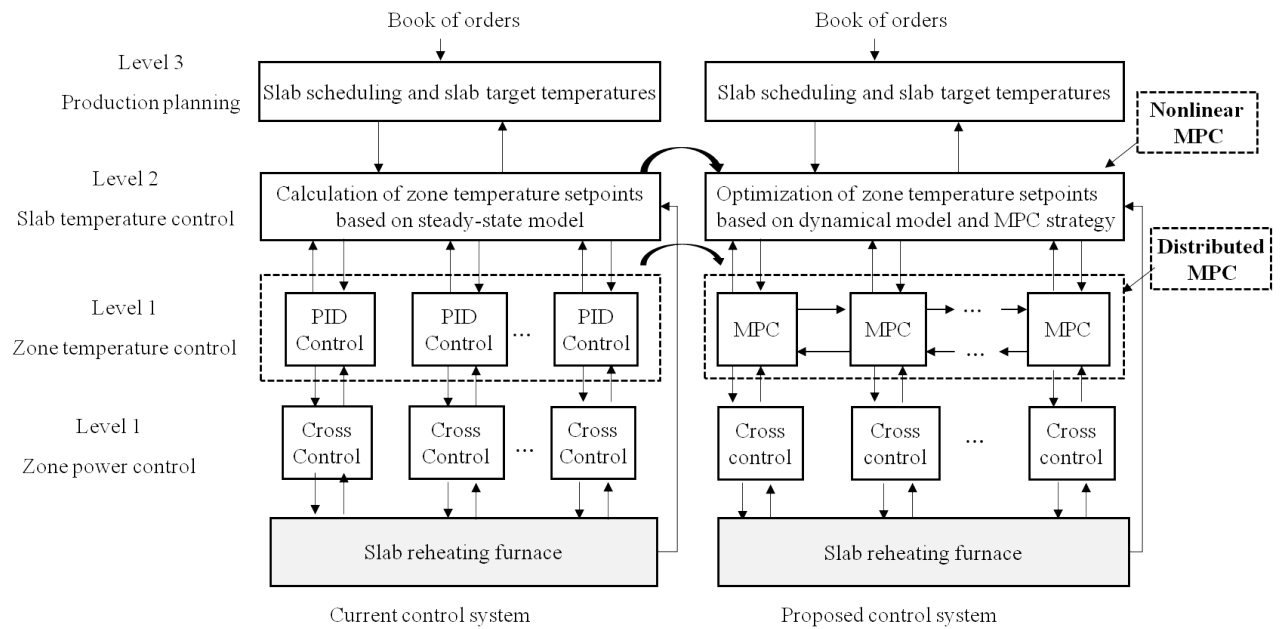 Book of orders
Book of orders
Level 3
Production planning
Slab scheduling and slab target temperatures
Slab scheduling and slab target temperatures
Nonlinear
MPC
Level 2
Slab temperature control
Calculation of zone temperature setpoints
based on steady-state model
Optimization of zone temperature setpoints
based on dynamical model and MPC strategy
Distributed
MPC
Level 1
Zone temperature control
PID
Control
PID
Control
...
PID
Control
MPC
MPC
...
...
MPC
Level 1
Zone power control
Cross
Control
Cross
Control
...
Cross
Control
Cross
control
Cross
control
...
Cross
control
Slab reheating furnace
Slab reheating furnace
Current control system
Proposed control system